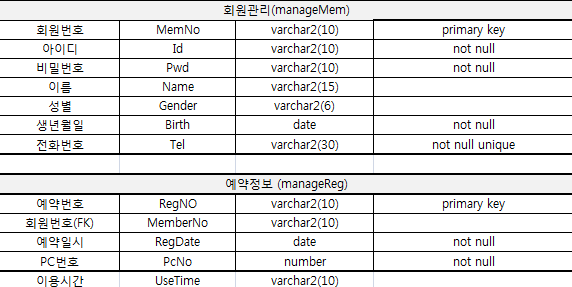 회원관리(manageMem)
회원번호 MemNo varchar2(10) primary key
아이디 Id varchar2(10) not null
비밀번호 Pwd varchar2(10) not null
이름 Name varchar2(15)
성별 Gender varchar2(6)
생년월일 Birth date not null
전화번호 Tel varchar2(30) not null unique
예약정보 (manageReg)
예약번호 RegNO varchar2(10) primary key
회원번호(FK) MemberNo varchar2(10)
예약일시 RegDate date not null
PC번호 PcNo number not null
이용시간 UseTime varchar2(10)